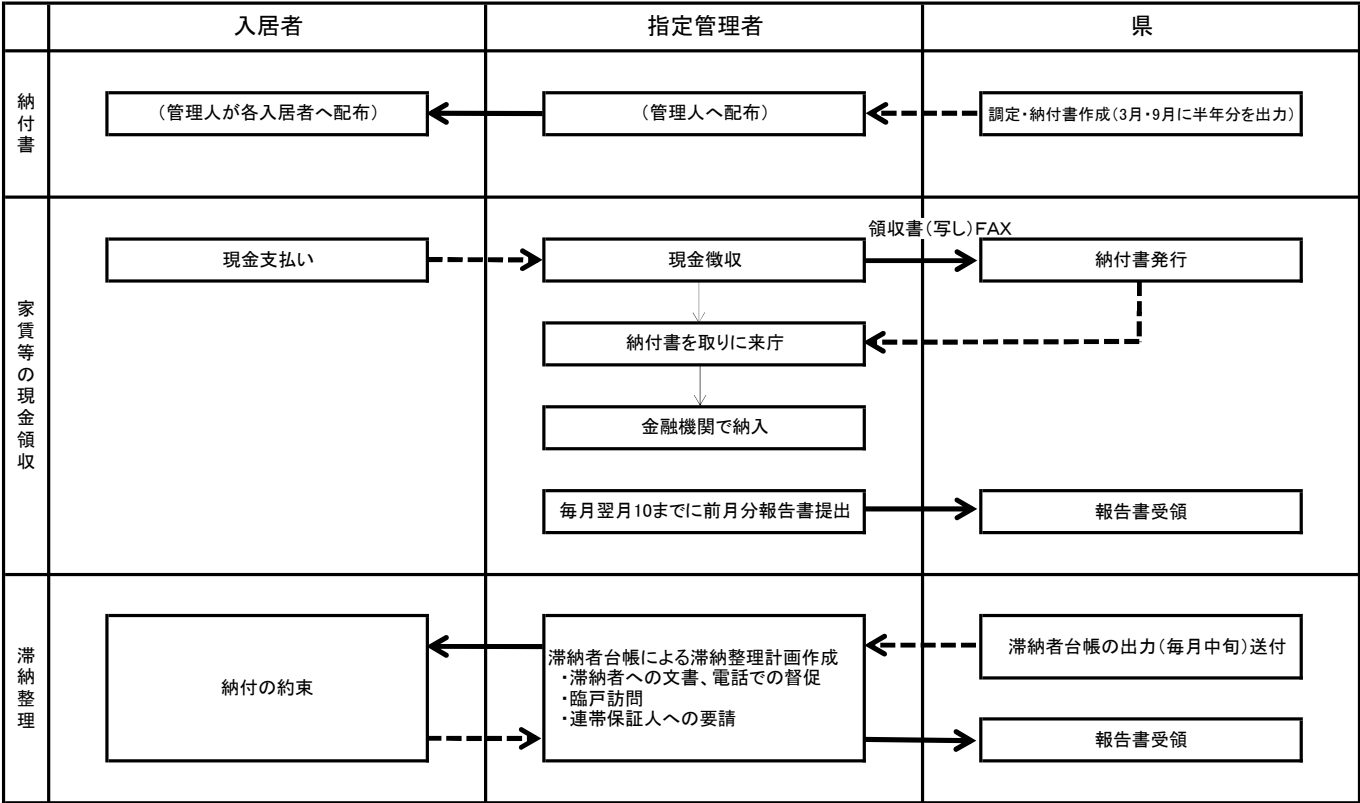 入居者
指定管理者
県
納付書
(管理人が各入居者へ配布)
(管理人へ配布)
調定・納付書作成(3月・9月に半年分を出力)
家賃等の現金領収
領収書(写し)FAX
現金支払い
現金徴収
納付書発行
納付書を取りに来庁
金融機関で納入
毎月翌月10までに前月分報告書提出
報告書受領
滞納整理
納付の約束
滞納者台帳による滞納整理計画作成
・滞納者への文書、電話での督促
・臨戸訪問
・連帯保証人への要請
滞納者台帳の出力(毎月中旬)送付
報告書受領